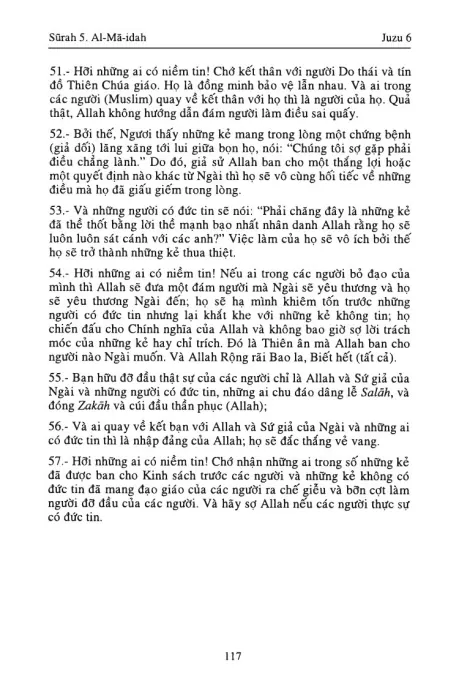 Sūrah 5. Al-Mā-idah
Juzu 6
51.- Hỡi những ai có niềm tin! Chớ kết thân với người Do thái và tín
đồ Thiên Chúa giáo. Họ là đồng minh bảo vệ lẫn nhau. Và ai trong
các người (Muslim) quay về kết thân với họ thì là người của họ. Quả
thật, Allah không hướng dẫn đám người làm điều sai quấy.
52.- Bởi thế, Ngươi thấy những kẻ mang trong lòng một chứng bệnh
(giả dối) lăng xăng tới lui giữa bọn họ, nói: “Chúng tôi sợ gặp phải
điều chẳng lành.” Do đó, giả sử Allah ban cho một thắng lợi hoặc
một quyết định nào khác từ Ngài thì họ sẽ vô cùng hối tiếc về những
điều mà họ đã giấu giếm trong lòng.
53.- Và những người có đức tin sẽ nói: “Phải chăng đây là những kẻ
đã thề thốt bằng lời thề mạnh bạo nhất nhân danh Allah rằng họ sẽ
luôn luôn sát cánh với các anh?” Việc làm của họ sẽ vô ích bởi thế
họ sẽ trở thành những kẻ thua thiệt.
54.- Hỡi những ai có niềm tin! Nếu ai trong các người bỏ đạo của
mình thì Allah sẽ đưa một đám người mà Ngài sẽ yêu thương và họ
sẽ yêu thương Ngài đến; họ sẽ hạ mình khiêm tốn trước những
người có đức tin nhưng lại khắt khe với những kẻ không tin; họ
chiến đấu cho Chính nghĩa của Allah và không bao giờ sợ lời trách
móc của những kẻ hay chỉ trích. Đó là Thiên ân mà Allah ban cho
người nào Ngài muốn. Và Allah Rộng rãi Bao la, Biết hết (tất cả).
55.- Bạn hữu đỡ đầu thật sự của các người chỉ là Allah và Sứ giả của
Ngài và những người có đức tin, những ai chu đáo dâng lễ Salāh, và
đóng Zakāh và cúi đầu thần phục (Allah);
56.- Và ai quay về kết bạn với Allah và Sứ giả của Ngài và những ai
có đức tin thì là nhập đảng của Allah; họ sẽ đắc thắng vẻ vang.
57.- Hỡi những ai có niềm tin! Chớ nhận những ai trong số những kẻ
đã được ban cho Kinh sách trước các người và những kẻ không có
đức tin đã mang đạo giáo của các người ra chế giễu và bỡn cợt làm
người đỡ đầu của các người. Và hãy sợ Allah nếu các người thực sự
có đức tin.
117